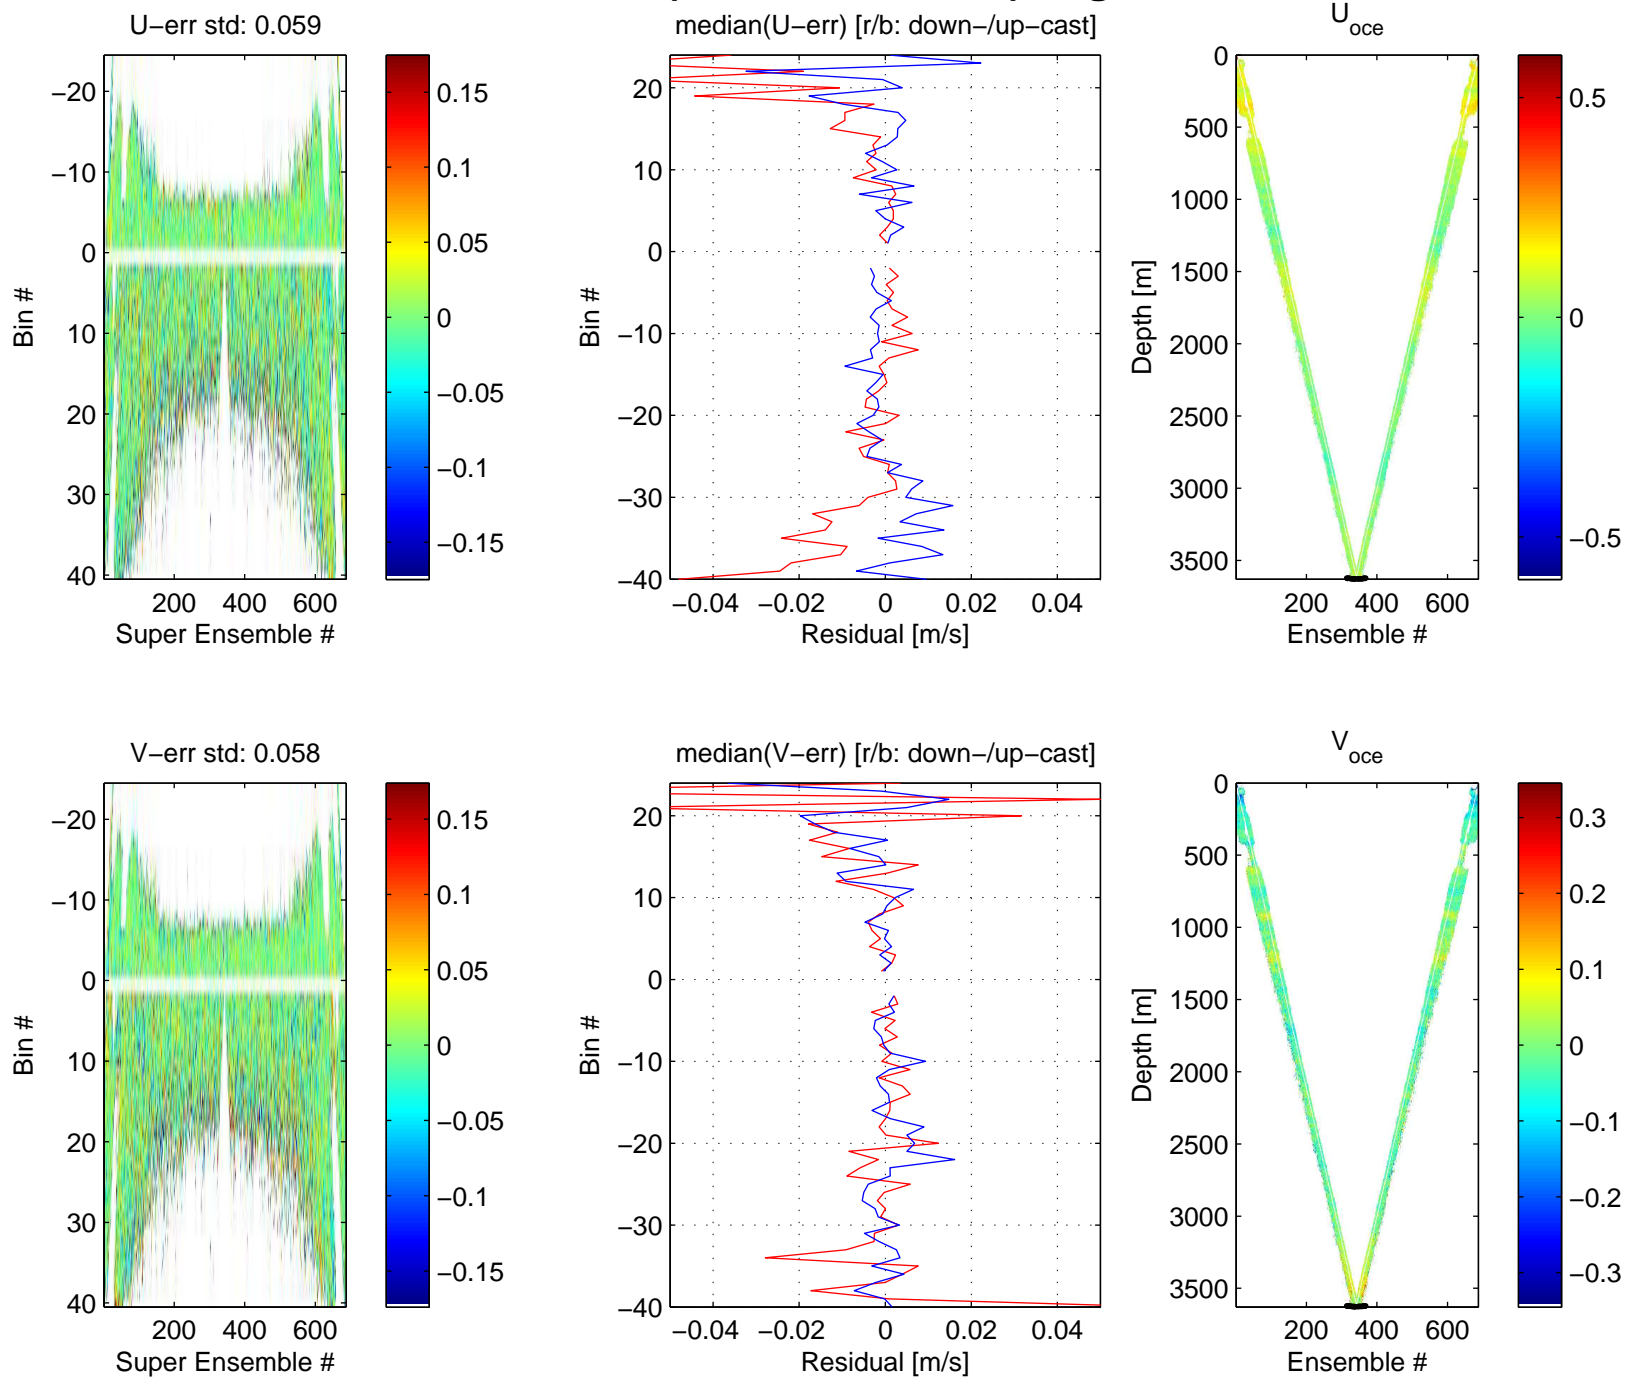 U-err std: 0.059
median(U-err) [r/b: down-/up-cast]
U oce
Bin #
-20
-10
0
10
20
30
40
200 400 600
Super Ensemble #
0.15
0.1
0.05
0
-0.05
-0.1
-0.15
Bin #
20
10
0
-10
-20
-30
-40
-0.04 -0.02 0 0.02 0.04
Residual [m/s]
Depth [m]
0
500
1000
1500
2000
2500
3000
3500
200 400 600
Ensemble #
0.5
0
-0.5
V-err std: 0.058
median(V-err) [r/b: down-/up-cast]
V oce
Bin #
-20
-10
0
10
20
30
40
200 400 600
Super Ensemble #
0.15
0.1
0.05
0
-0.05
-0.1
-0.15
Bin #
20
10
0
-10
-20
-30
-40
-0.04 -0.02 0 0.02 0.04
Residual [m/s]
Depth [m]
0
500
1000
1500
2000
2500
3000
3500
200 400 600
Ensemble #
0.3
0.2
0.1
0
-0.1
-0.2
-0.3